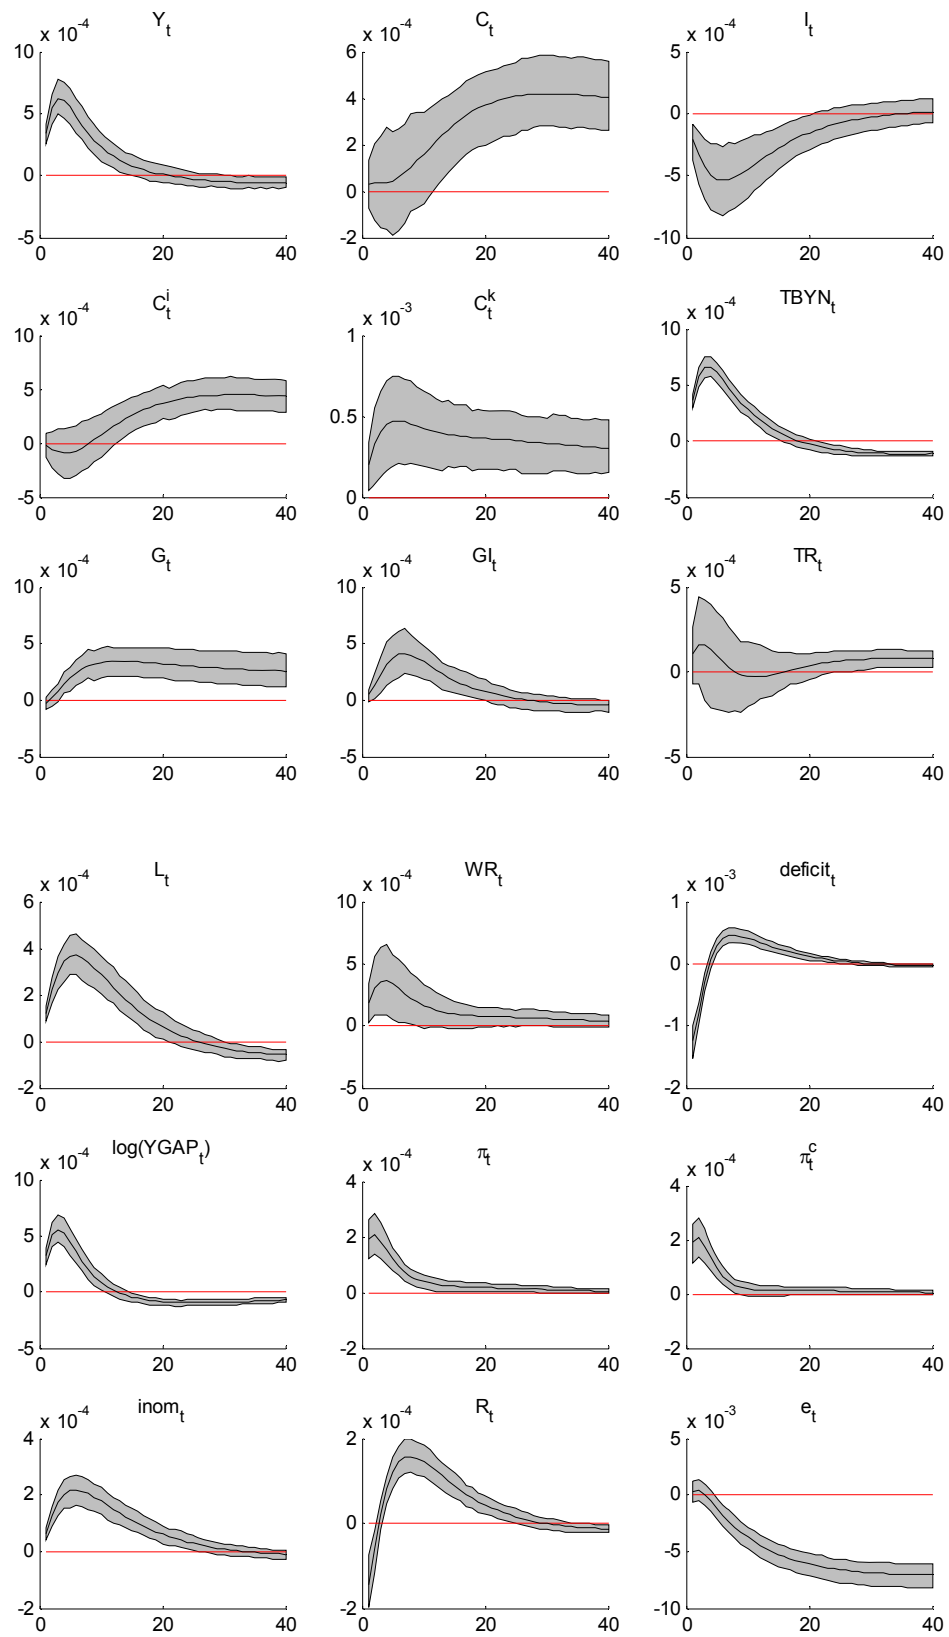 x 10^-4 Y_t
10
5
0
-5
0 20 40
x 10^-4 C_t
6
4
2
0
-2
0 20 40
x 10^-4 I_t
5
0
-5
-10
0 20 40
x 10^-4 C_t^i
10
5
0
-5
0 20 40
x 10^-3 C_t^k
1
0.5
0
0 20 40
x 10^-4 TBYN_t
10
5
0
-5
0 20 40
x 10^-4 G_t
10
5
0
-5
0 20 40
x 10^-4 GI_t
10
5
0
-5
0 20 40
x 10^-4 TR_t
5
0
-5
0 20 40
x 10^-4 L_t
6
4
2
0
-2
0 20 40
x 10^-4 WR_t
10
5
0
-5
0 20 40
x 10^-3 deficit_t
1
0
-1
-2
0 20 40
x 10^-4 log(YGAP_t)
10
5
0
-5
0 20 40
x 10^-4 π_t
4
2
0
-2
0 20 40
x 10^-4 π_t^c
4
2
0
-2
0 20 40
x 10^-4 inom_t
4
2
0
-2
0 20 40
x 10^-4 R_t
2
0
-2
0 20 40
x 10^-3 e_t
5
0
-5
-10
0 20 40